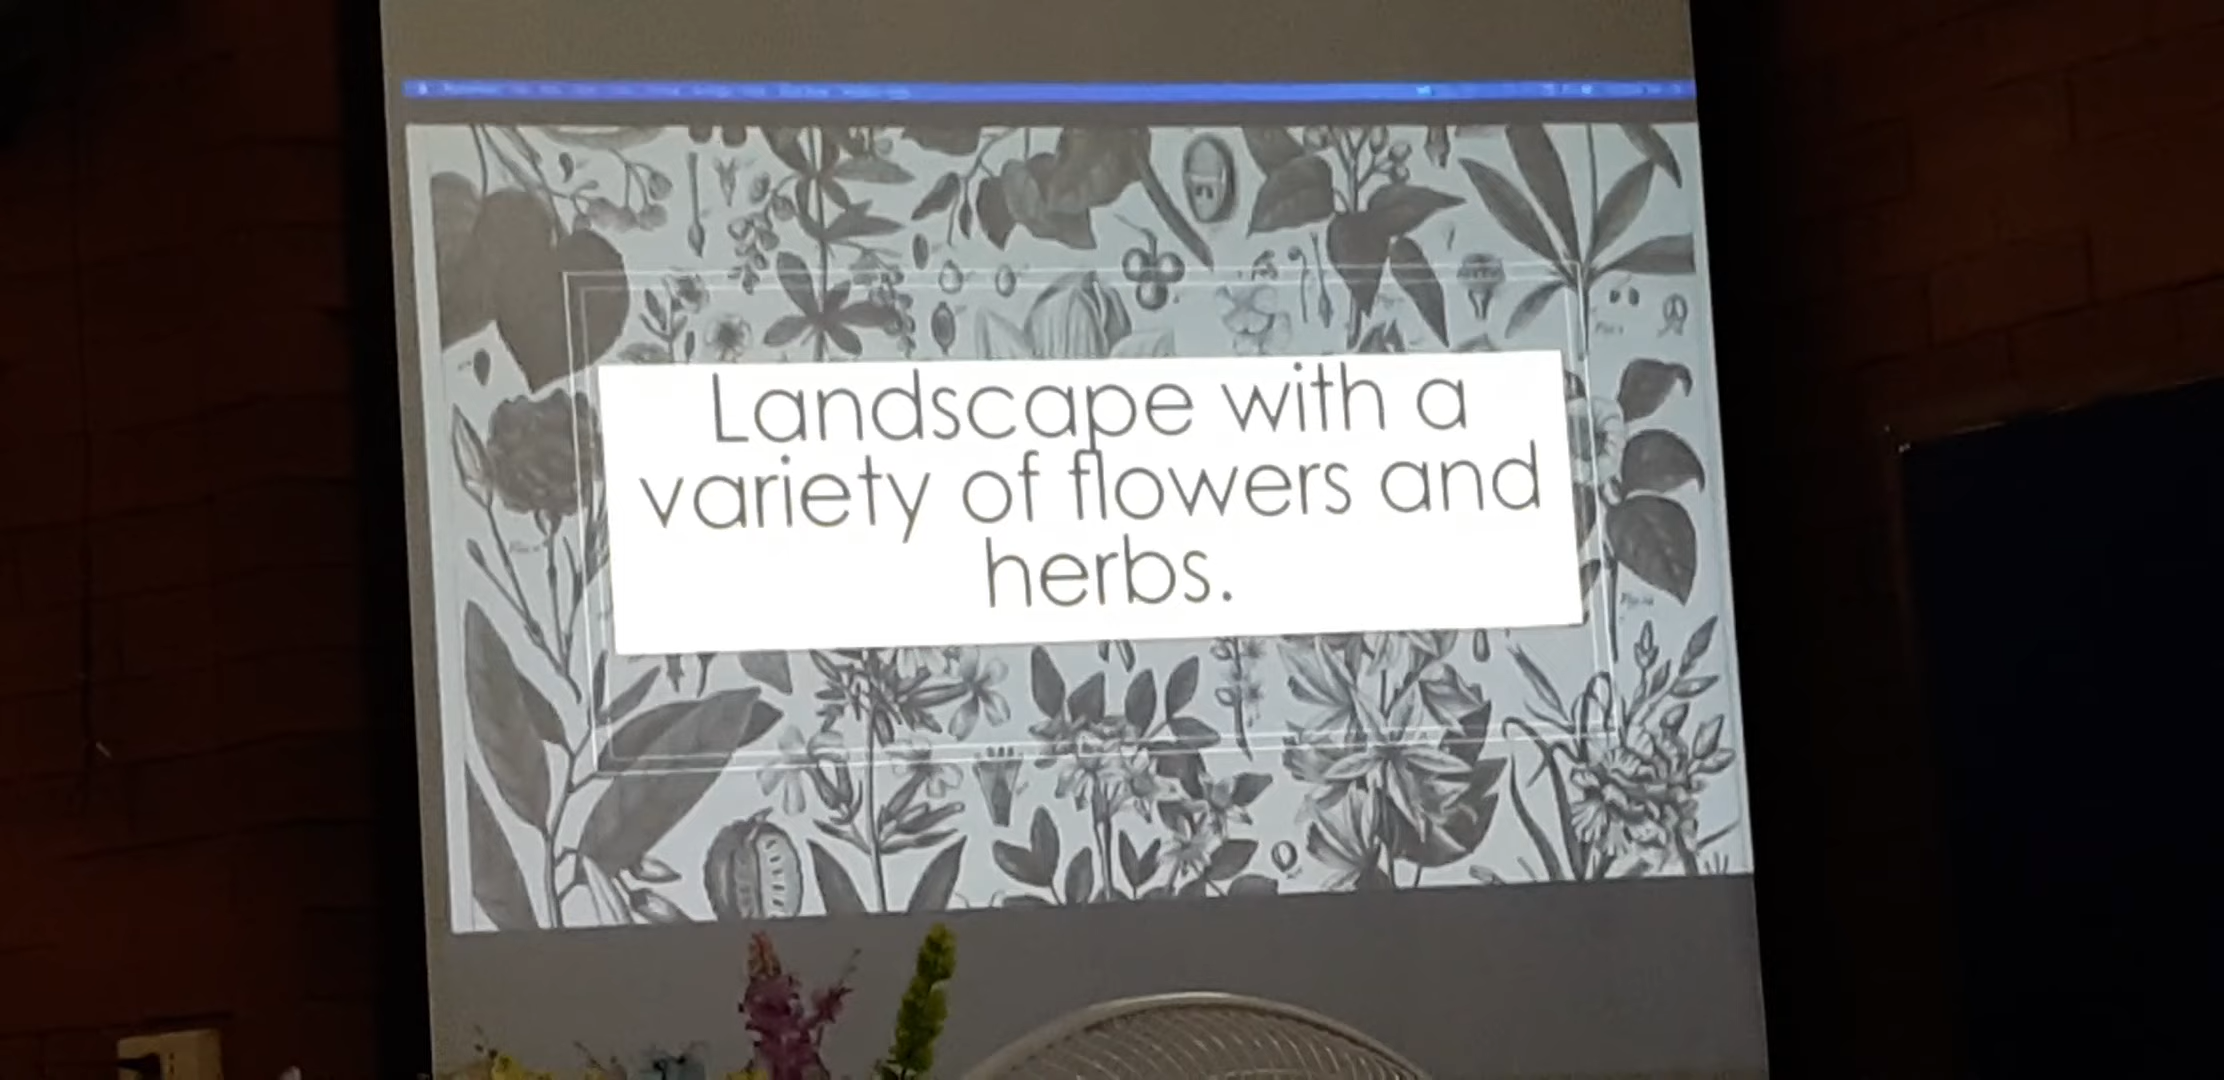 Landscape with a
variety of flowers and
herbs.